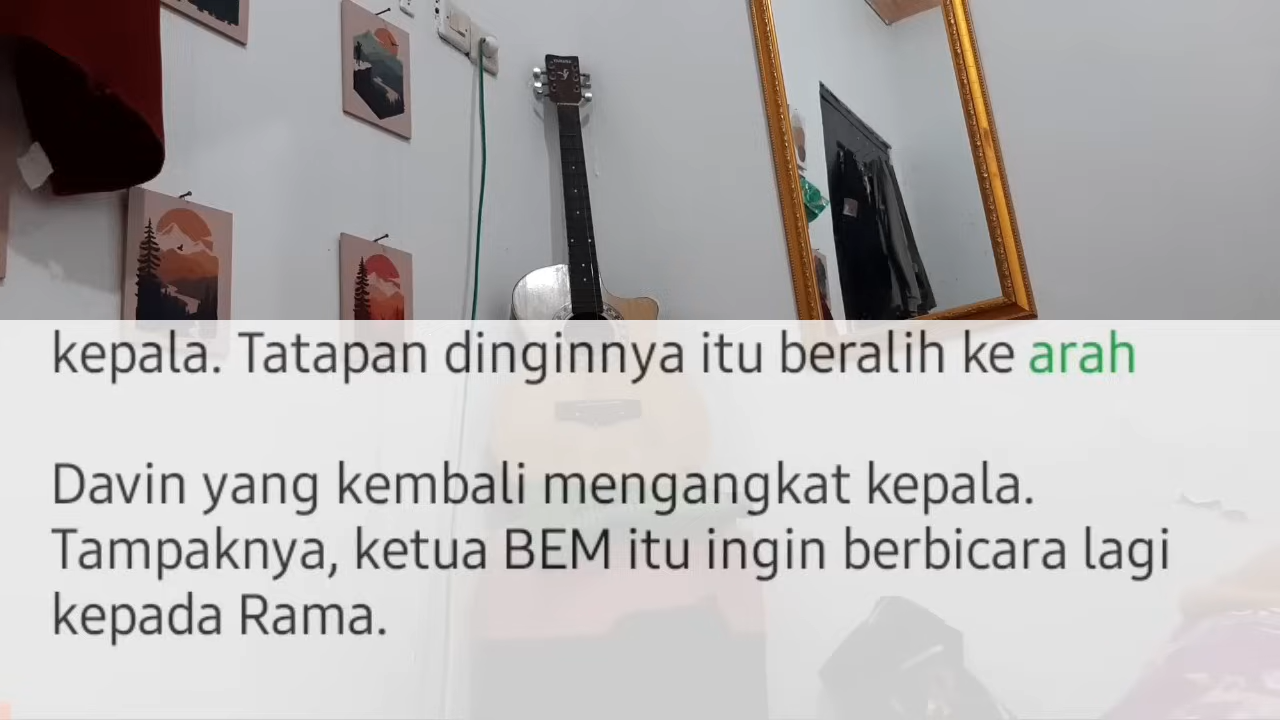 kepala. Tatapan dinginnya itu beralih ke arah
Davin yang kembali mengangkat kepala.
Tampaknya, ketua BEM itu ingin berbicara lagi
kepada Rama.